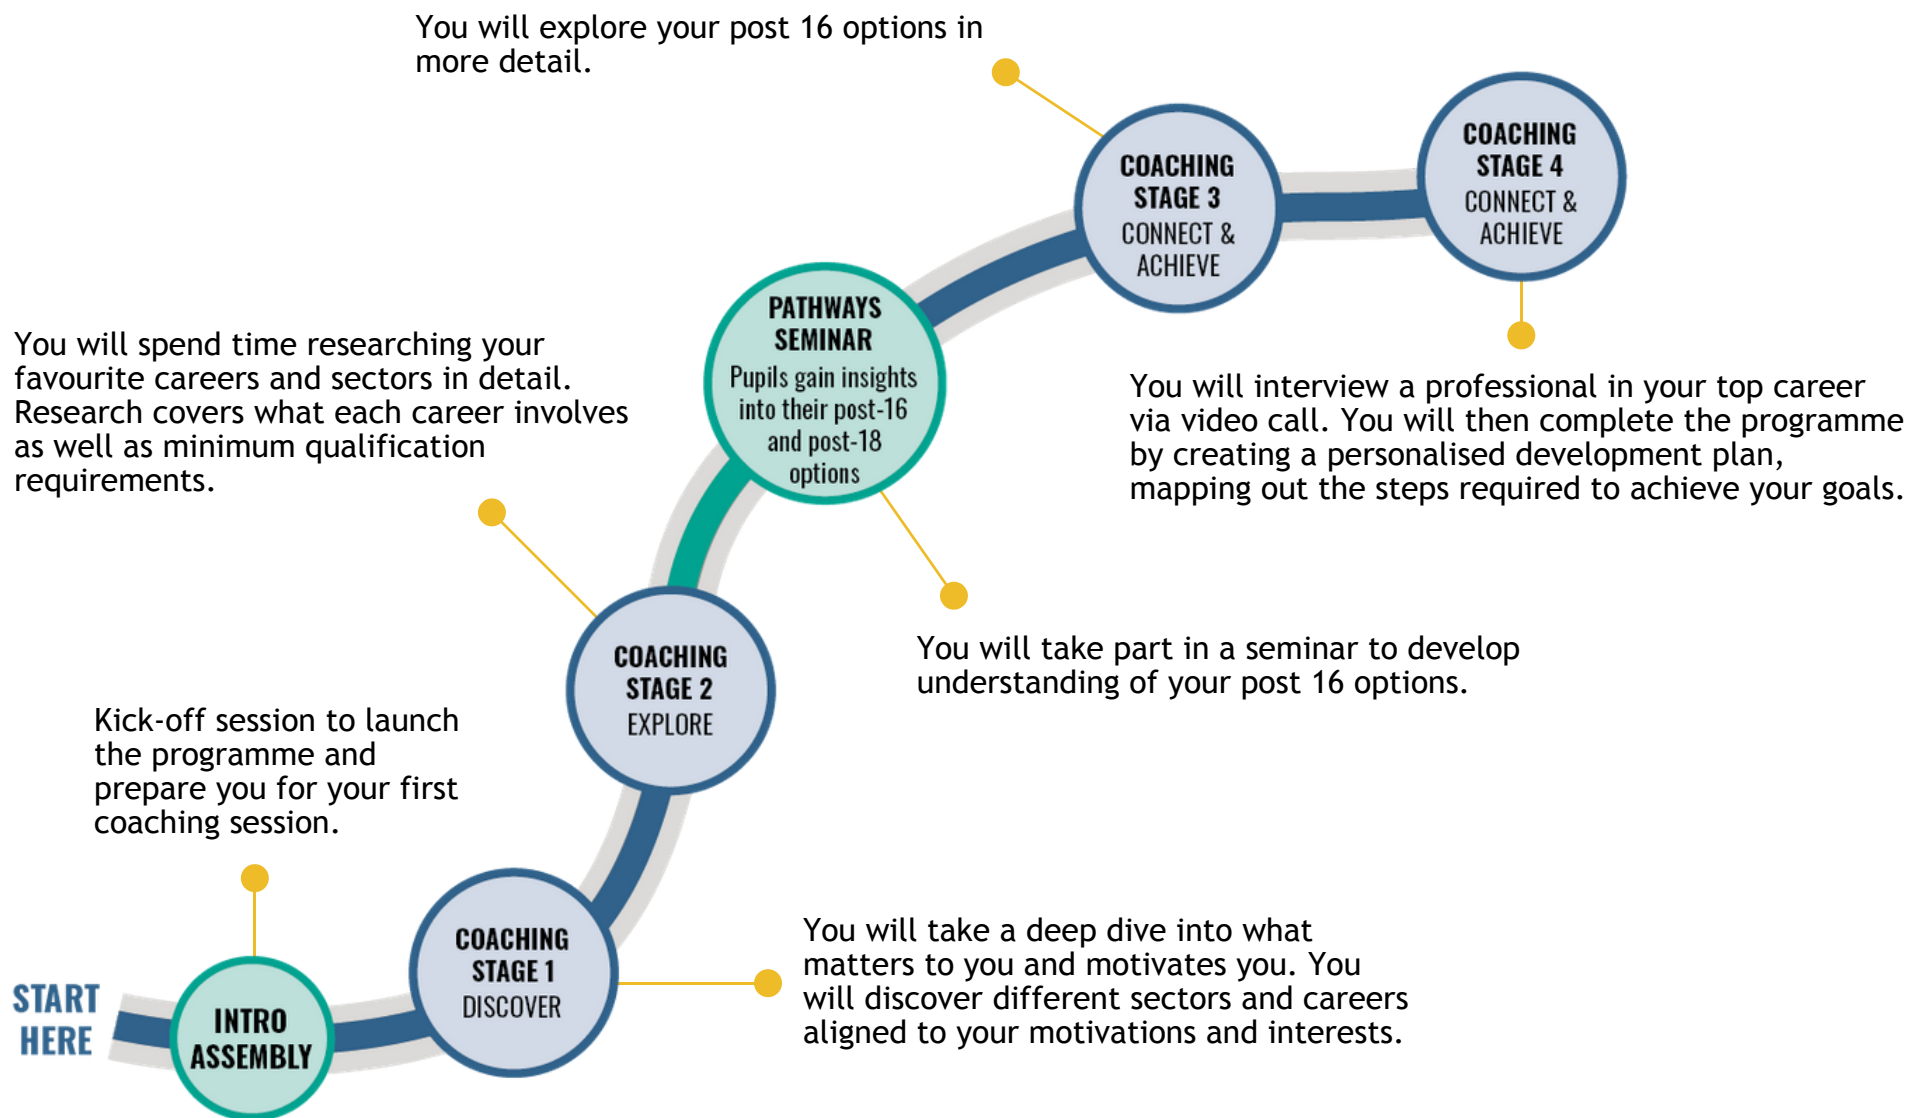 You will explore your post 16 options in
more detail.
COACHING
STAGE 4
CONNECT &
ACHIEVE
COACHING
STAGE 3
CONNECT &
ACHIEVE
PATHWAYS
SEMINAR
Pupils gain insights
into their post-16
and post-18
options
You will spend time researching your
favourite careers and sectors in detail.
Research covers what each career involves
as well as minimum qualification
requirements.
You will interview a professional in your top career
via video call. You will then complete the programme
by creating a personalised development plan,
mapping out the steps required to achieve your goals.
COACHING
STAGE 2
EXPLORE
You will take part in a seminar to develop
understanding of your post 16 options.
Kick-off session to launch
the programme and
prepare you for your first
coaching session.
COACHING
STAGE 1
DISCOVER
You will take a deep dive into what
matters to you and motivates you. You
will discover different sectors and careers
aligned to your motivations and interests.
START
HERE
INTRO
ASSEMBLY